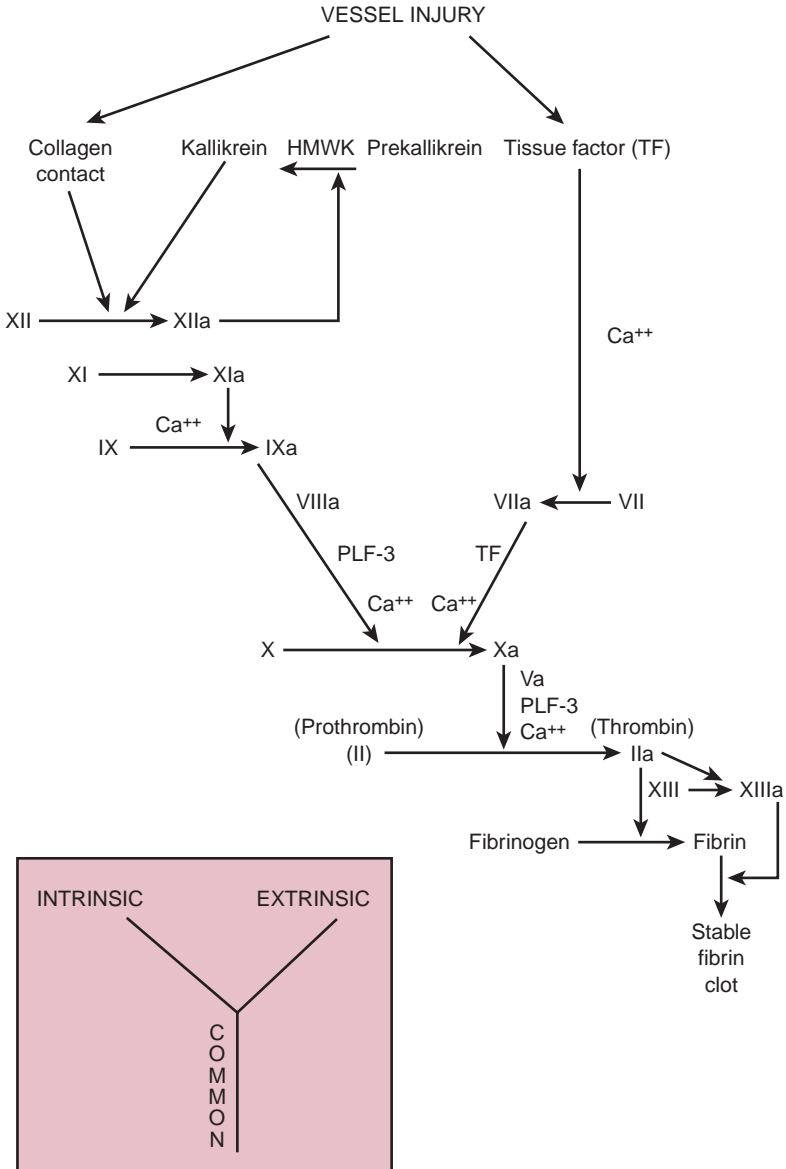 VESSEL INJURY
Collagen
contact
Kallikrein
HMWK
Prekallikrein
Tissue factor (TF)
XII
XIIa
Ca++
XI
XIa
Ca++
IX
IXa
VIIIa
VIIa
VII
PLF-3
TF
Ca++
Ca++
X
Xa
Va
PLF-3
Ca++
(Prothrombin)
(II)
(Thrombin)
IIa
XIII
XIIIa
Fibrinogen
Fibrin
Stable
fibrin
clot
INTRINSIC
EXTRINSIC
C
O
M
M
O
N